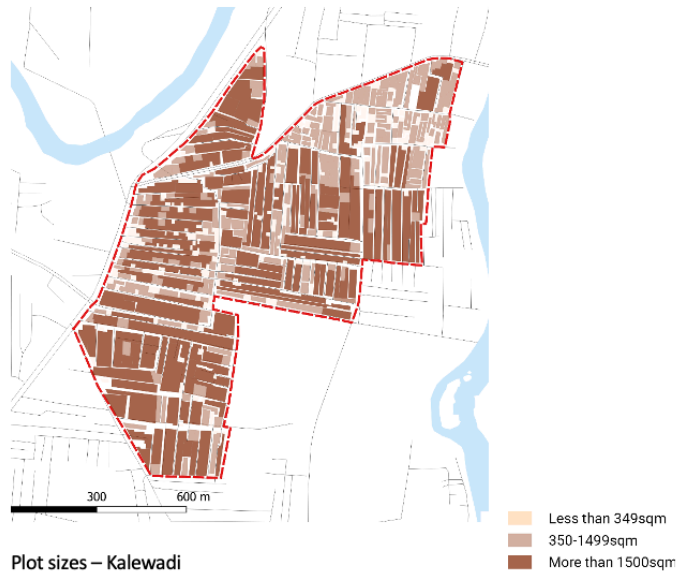 300
600 m
Less than 349sqm
350-1499sqm
More than 1500sqm
Plot sizes – Kalewadi